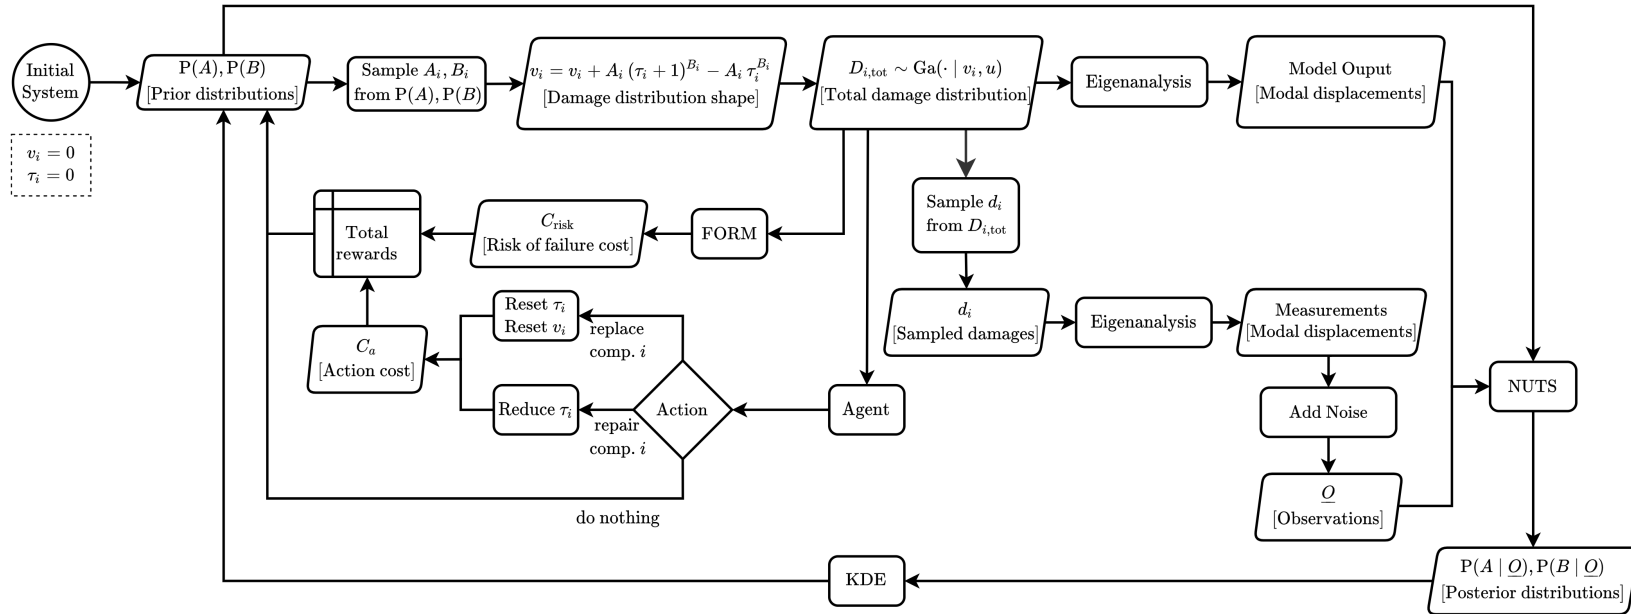 Initial
System
v_i = 0
τ_i = 0
P(A), P(B)
[Prior distributions]
Sample A_i, B_i
from P(A), P(B)
v_i = v_i + A_i (τ_i + 1)^{B_i} − A_i τ_i^{B_i}
[Damage distribution shape]
D_{i,tot} ∼ Ga(· | v_i, u)
[Total damage distribution]
Eigenanalysis
Model Ouput
[Modal displacements]
Total
rewards
C_risk
[Risk of failure cost]
FORM
Sample d_i
from D_{i,tot}
d_i
[Sampled damages]
Eigenanalysis
Measurements
[Modal displacements]
Reset τ_i
Reset v_i
replace
comp. i
C_a
[Action cost]
Reduce τ_i
repair
comp. i
Action
Agent
Add Noise
NUTS
O
[Observations]
do nothing
KDE
P(A | O), P(B | O)
[Posterior distributions]